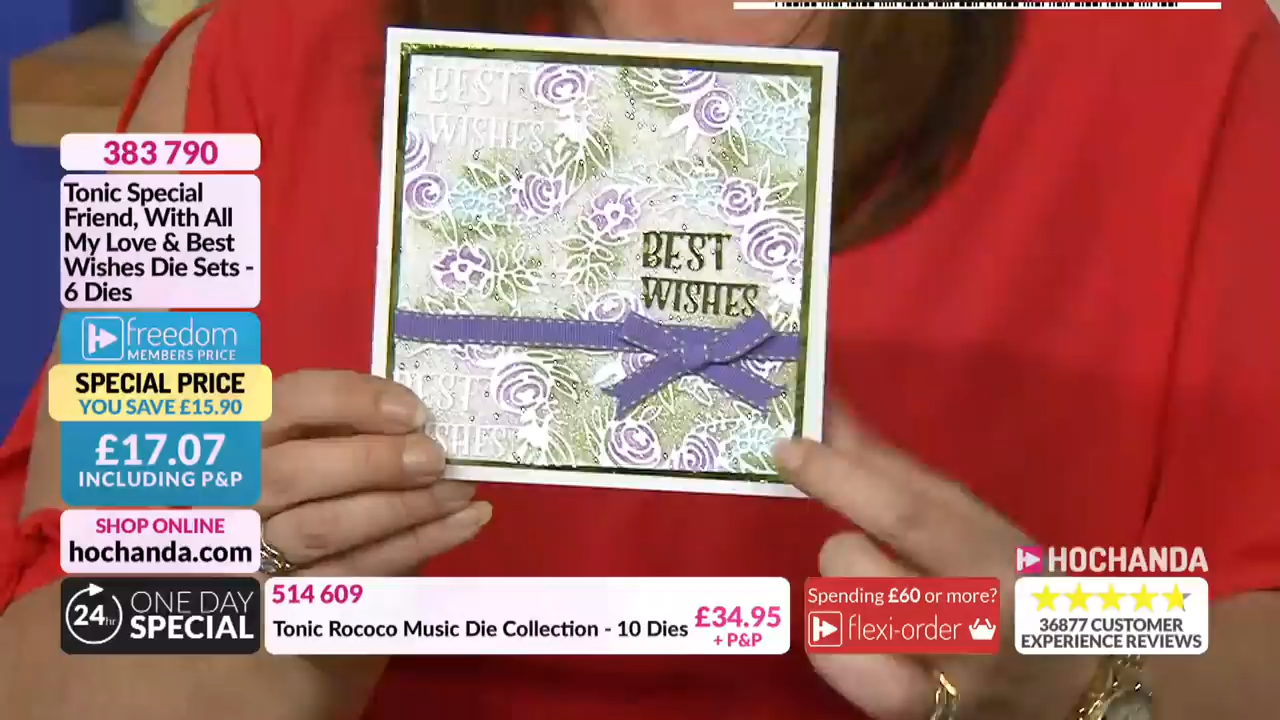 383 790
Tonic Special
Friend, With All
My Love & Best
Wishes Die Sets -
6 Dies
freedom
MEMBERS PRICE
SPECIAL PRICE
YOU SAVE £15.90
£17.07
INCLUDING P&P
SHOP ONLINE
hochanda.com
24hr
ONE DAY
SPECIAL
514 609
Tonic Rococo Music Die Collection - 10 Dies
£34.95
+ P&P
Spending £60 or more?
flexi-order
HOCHANDA
36877 CUSTOMER
EXPERIENCE REVIEWS
BEST
WISHES
BEST
WISHES
BEST
WISHES